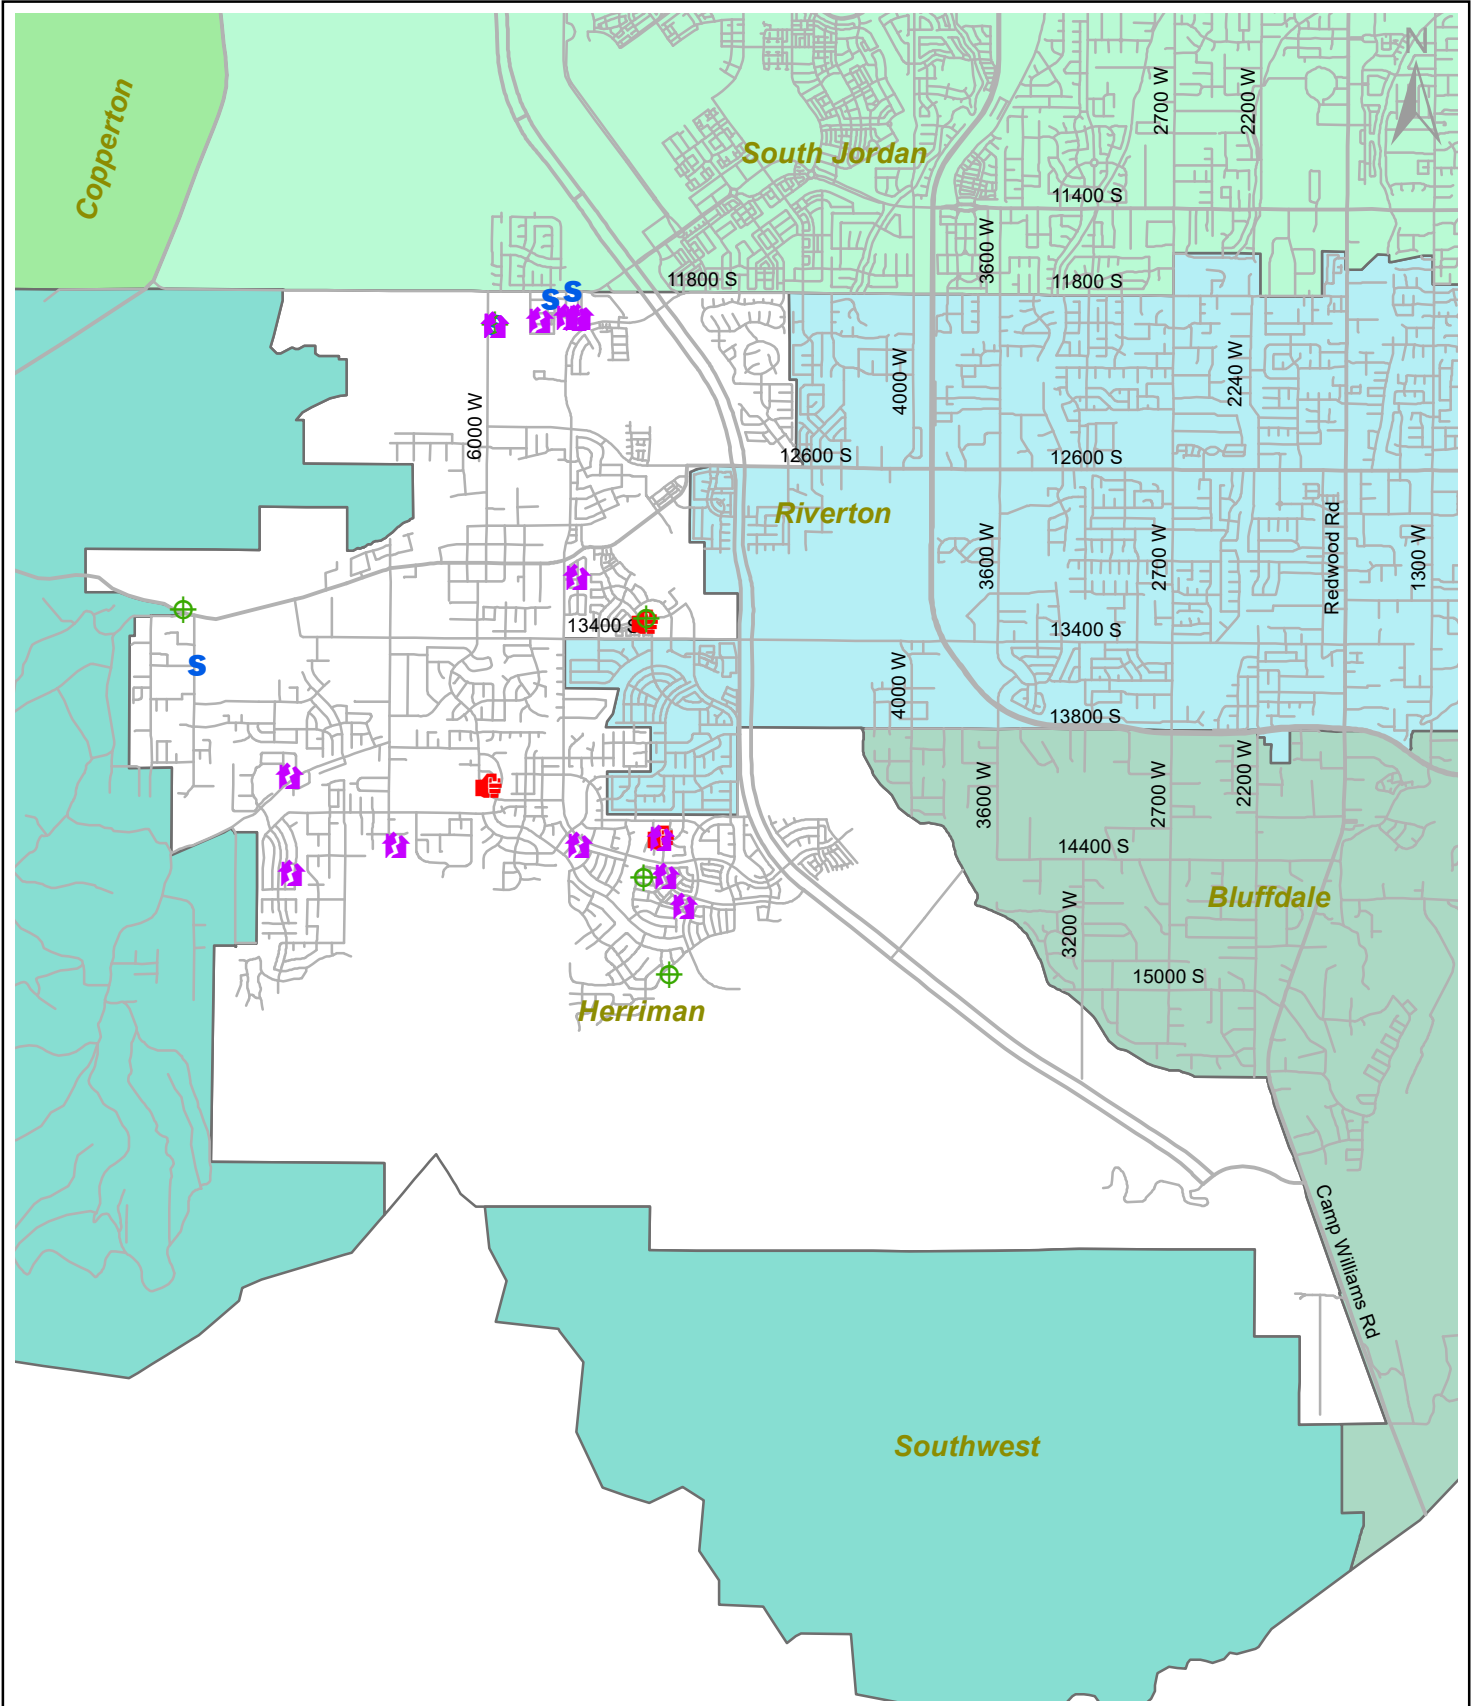 N
Copperton
South Jordan
2700 W
2200 W
11400 S
3600 W
11800 S
11800 S
S
S
6000 W
4000 W
2240 W
12600 S
12600 S
Riverton
3600 W
2700 W
Redwood Rd
1300 W
13400 S
13400 S
S
4000 W
13800 S
3600 W
2700 W
2200 W
14400 S
Bluffdale
3200 W
15000 S
Herriman
Camp Williams Rd
Southwest